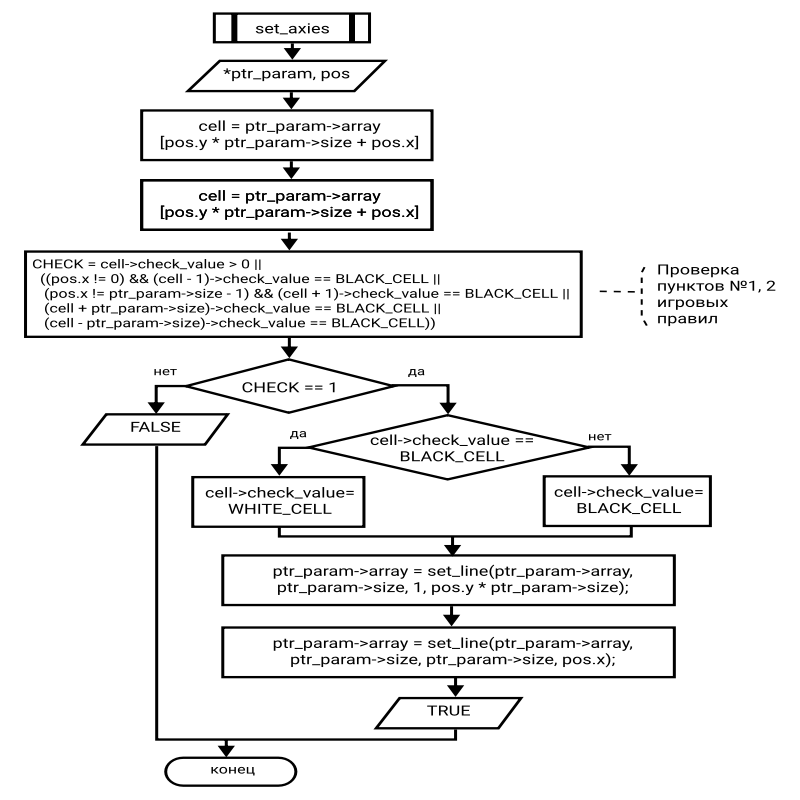 set_axies
*ptr_param, pos
cell = ptr_param->array
[pos.y * ptr_param->size + pos.x]
cell = ptr_param->array
[pos.y * ptr_param->size + pos.x]
CHECK = cell->check_value > 0 ||
((pos.x != 0) && (cell - 1)->check_value == BLACK_CELL ||
(pos.x != ptr_param->size - 1) && (cell + 1)->check_value == BLACK_CELL ||
(cell + ptr_param->size)->check_value == BLACK_CELL ||
(cell - ptr_param->size)->check_value == BLACK_CELL))
Проверка
пунктов №1, 2
игровых
правил
нет
да
CHECK == 1
FALSE
да
нет
cell->check_value ==
BLACK_CELL
cell->check_value=
WHITE_CELL
cell->check_value=
BLACK_CELL
ptr_param->array = set_line(ptr_param->array,
ptr_param->size, 1, pos.y * ptr_param->size);
ptr_param->array = set_line(ptr_param->array,
ptr_param->size, ptr_param->size, pos.x);
TRUE
конец